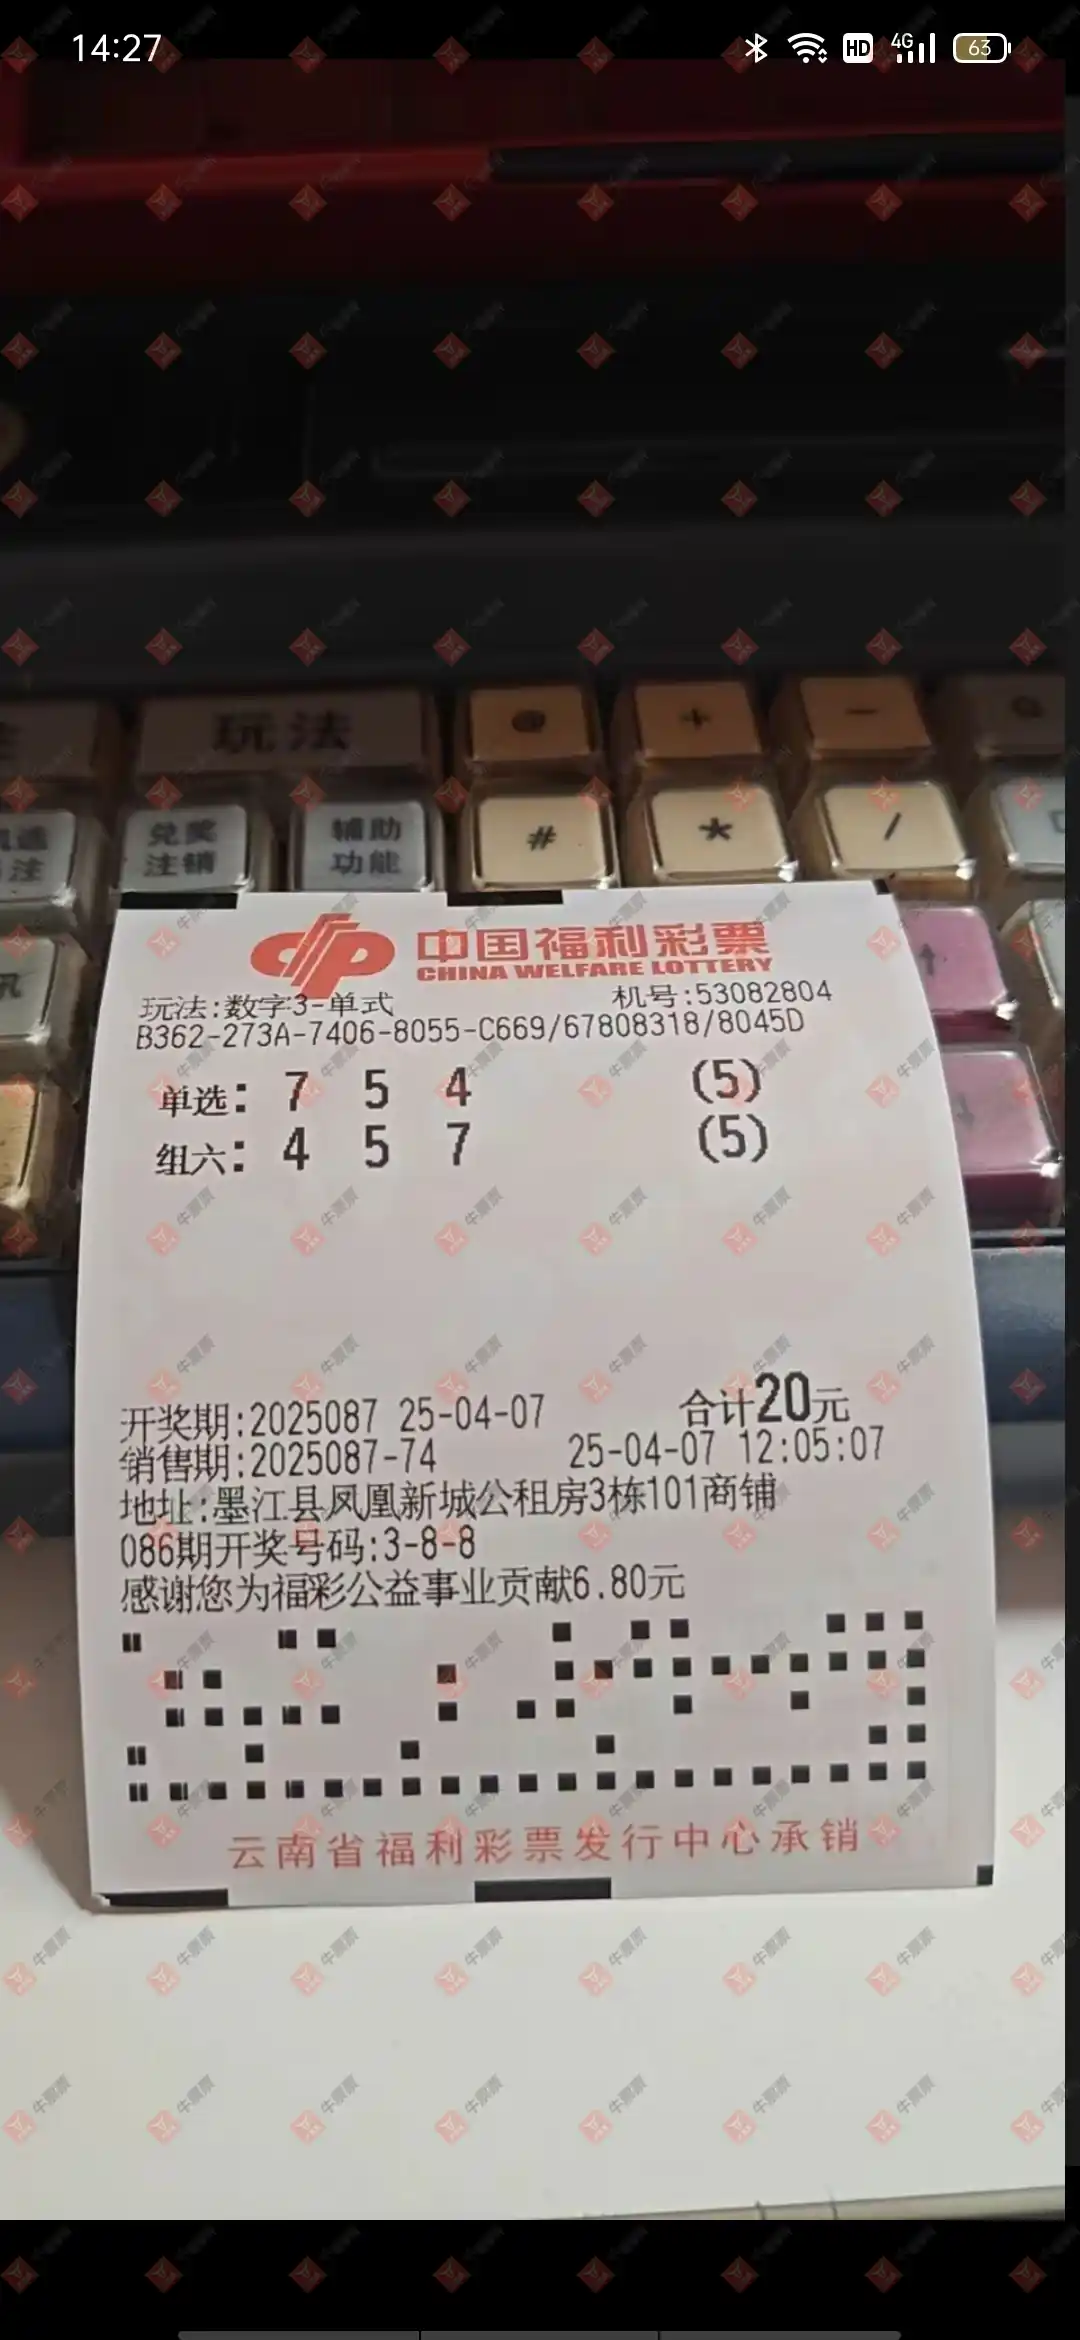 14:27
HD 4G 63
玩法 @ + -
兑奖 辅助 # * /
注销 功能
中国福利彩票
CHINA WELFARE LOTTERY
玩法:数字3-单式 机号:53082804
B362-273A-7406-8055-C669/67808318/8045D
单选: 7 5 4 (5)
组六: 4 5 7 (5)
开奖期:2025087 25-04-07 合计20元
销售期:2025087-74 25-04-07 12:05:07
地址:墨江县凤凰新城公租房3栋101商铺
086期开奖号码:3-8-8
感谢您为福彩公益事业贡献6.80元
云南省福利彩票发行中心承销
牛票票